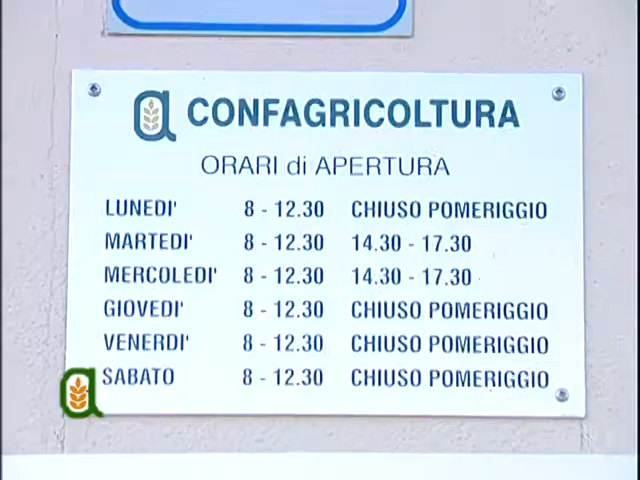 CONFAGRICOLTURA
ORARI di APERTURA
LUNEDI' 8 - 12.30 CHIUSO POMERIGGIO
MARTEDI' 8 - 12.30 14.30 - 17.30
MERCOLEDI' 8 - 12.30 14.30 - 17.30
GIOVEDI' 8 - 12.30 CHIUSO POMERIGGIO
VENERDI' 8 - 12.30 CHIUSO POMERIGGIO
SABATO 8 - 12.30 CHIUSO POMERIGGIO